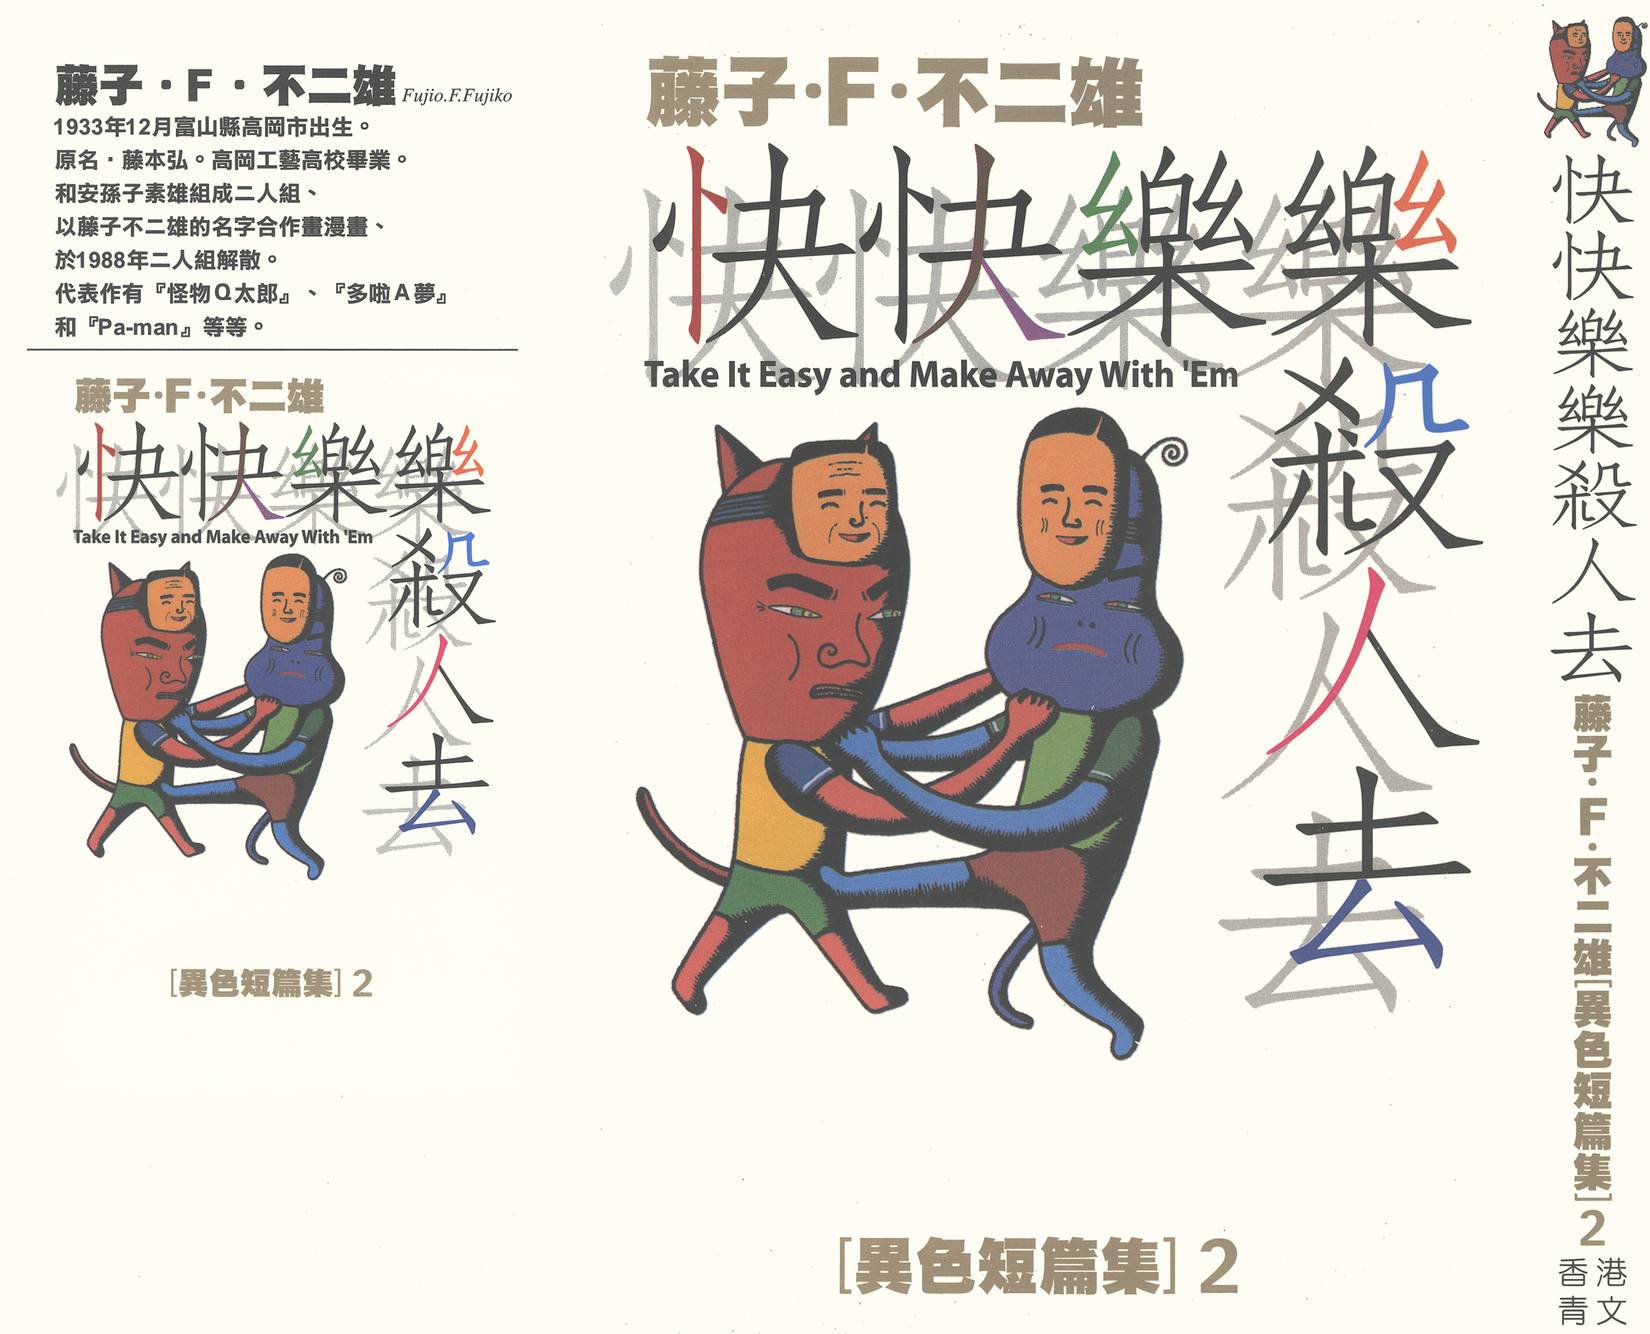 藤子・F・不二雄 Fujio.F.Fujiko
1933年12月富山縣高岡市出生。
原名・藤本弘。高岡工藝高校畢業。
和安孫子素雄組成二人組、
以藤子不二雄的名字合作畫漫畫、
於1988年二人組解散。
代表作有『怪物Q太郎』、『多啦A夢』
和『Pa-man』等等。
藤子・F・不二雄
快快樂樂
殺人去
Take It Easy and Make Away With 'Em
[異色短篇集] 2
藤子・F・不二雄
快快樂樂
殺人去
Take It Easy and Make Away With 'Em
[異色短篇集] 2
快快樂樂殺人去
藤子・F・不二雄[異色短篇集] 2
香港
青文